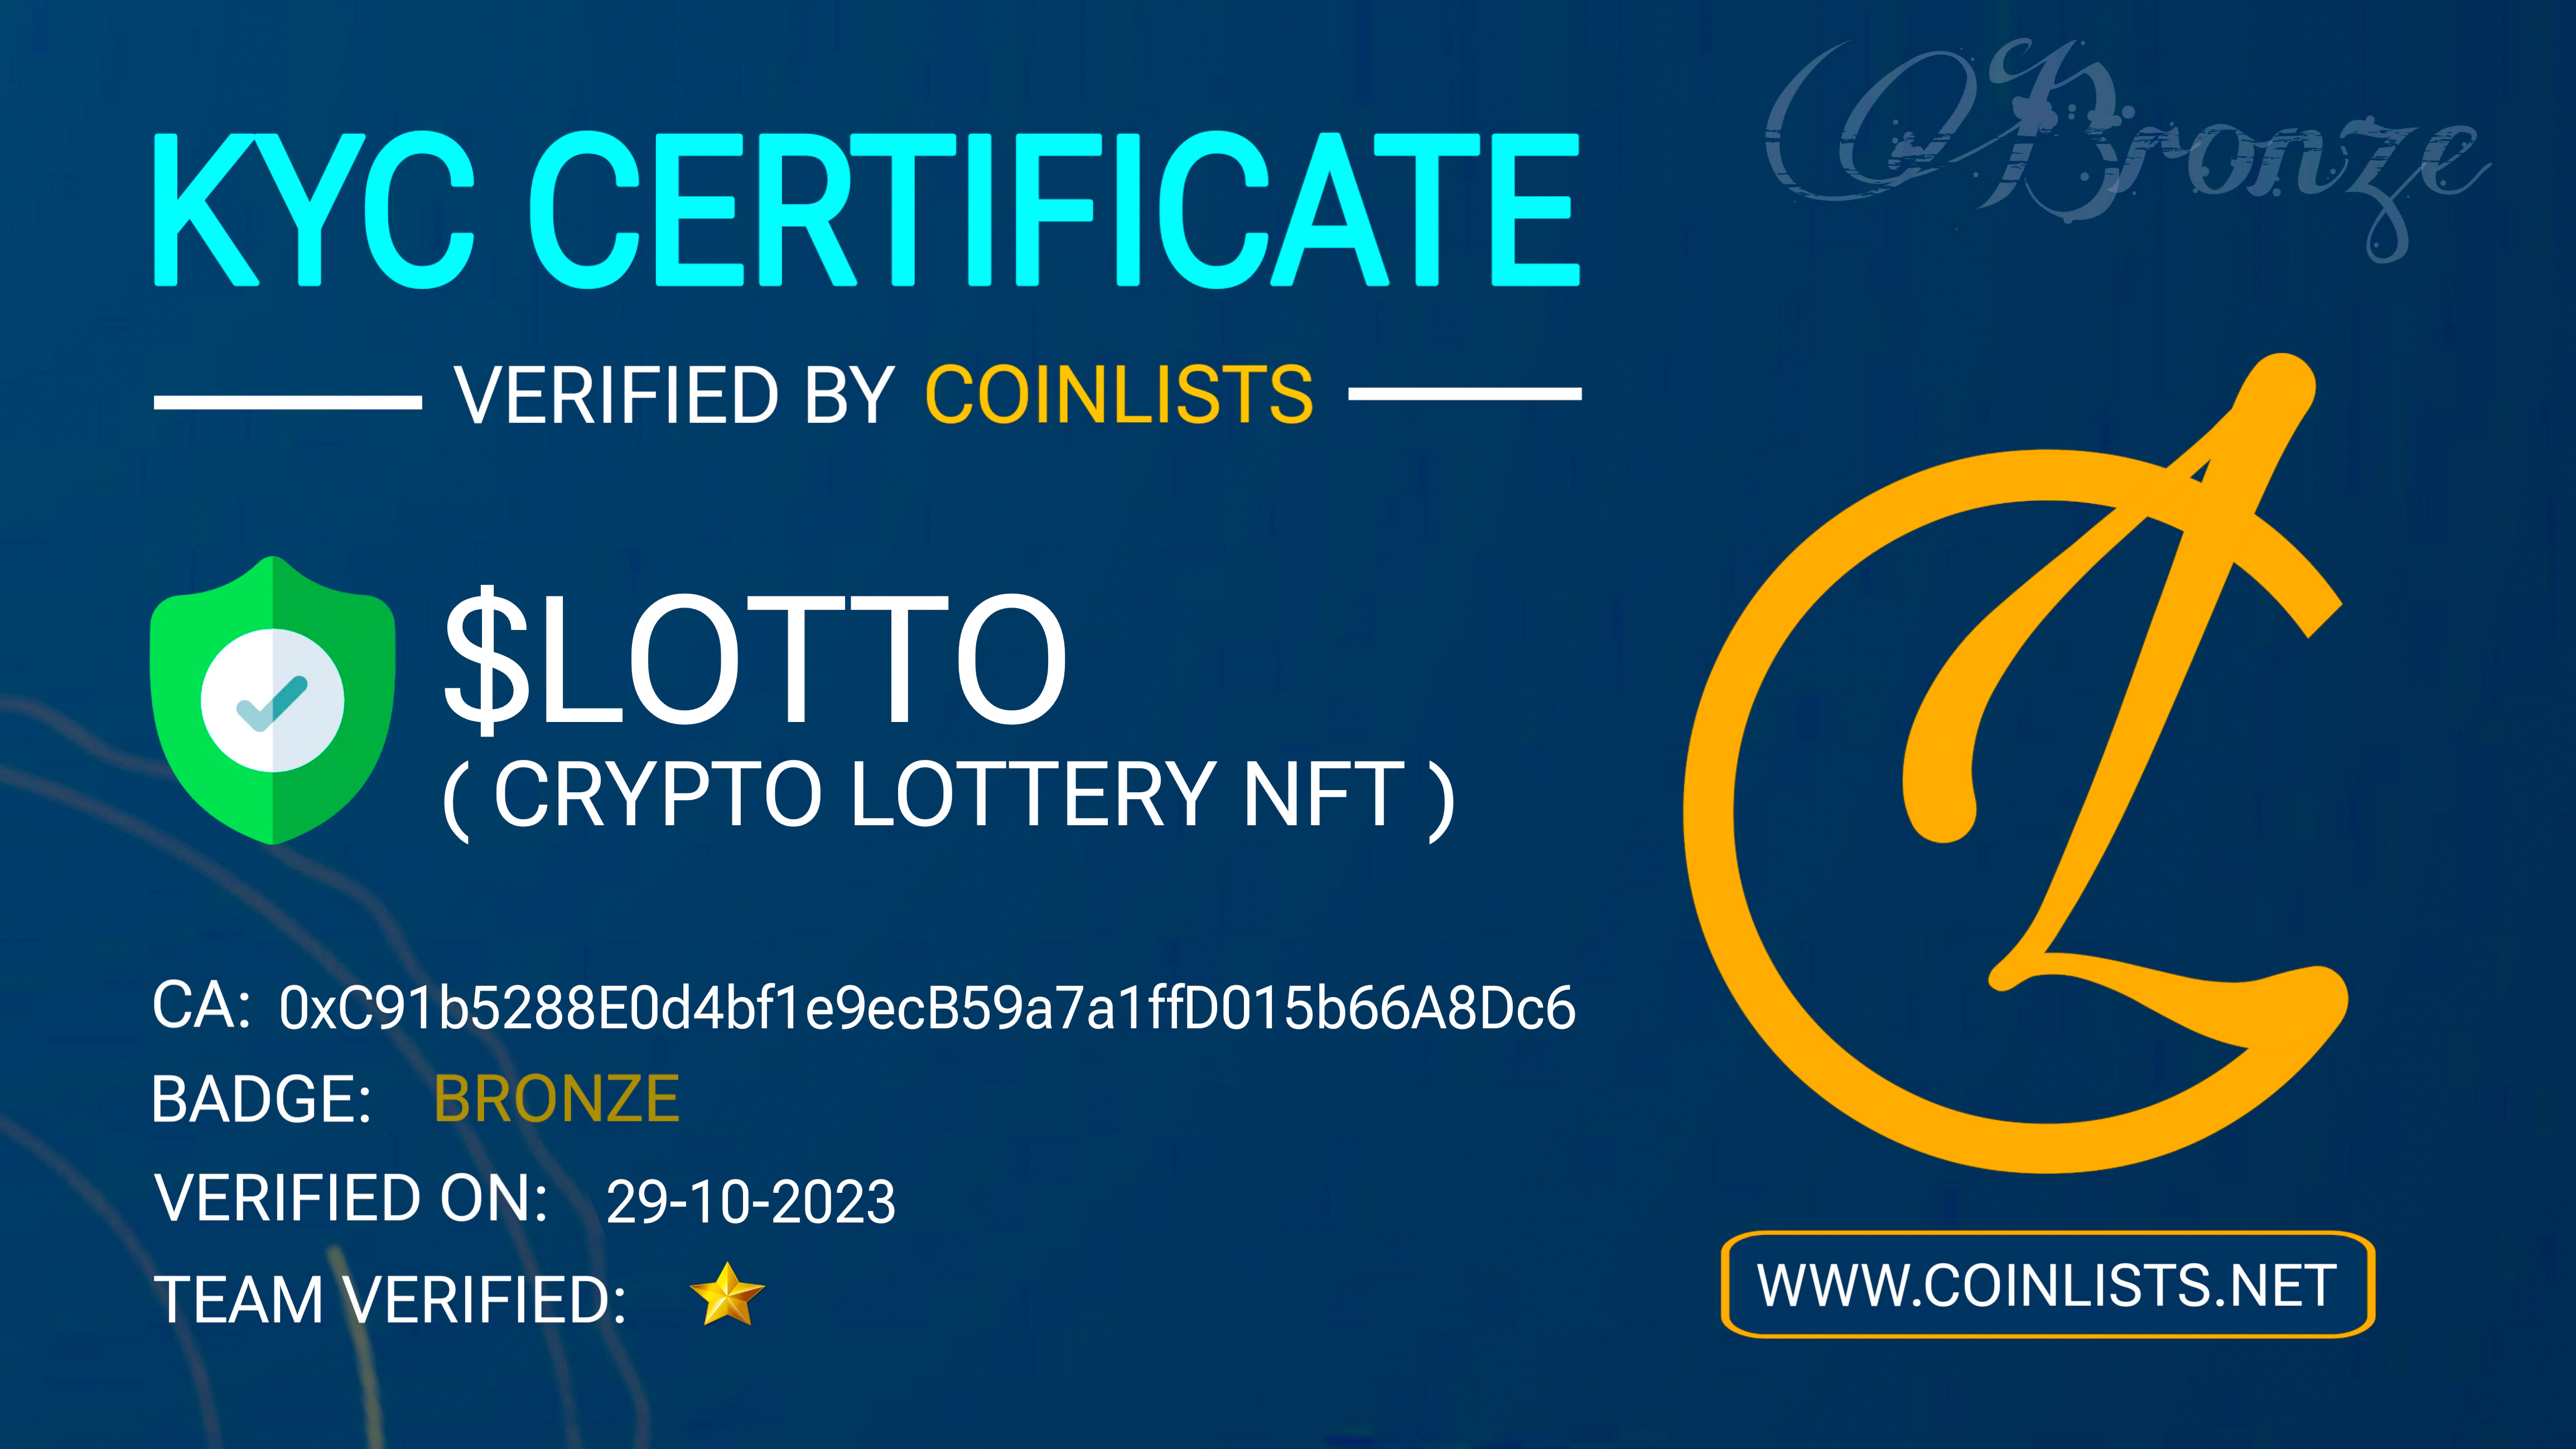 Bronze
KYC CERTIFICATE
VERIFIED BY COINLISTS
$LOTTO
( CRYPTO LOTTERY NFT )
CA: 0xC91b5288E0d4bf1e9ecB59a7a1ffD015b66A8Dc6
BADGE: BRONZE
VERIFIED ON: 29-10-2023
TEAM VERIFIED:
CL
WWW.COINLISTS.NET